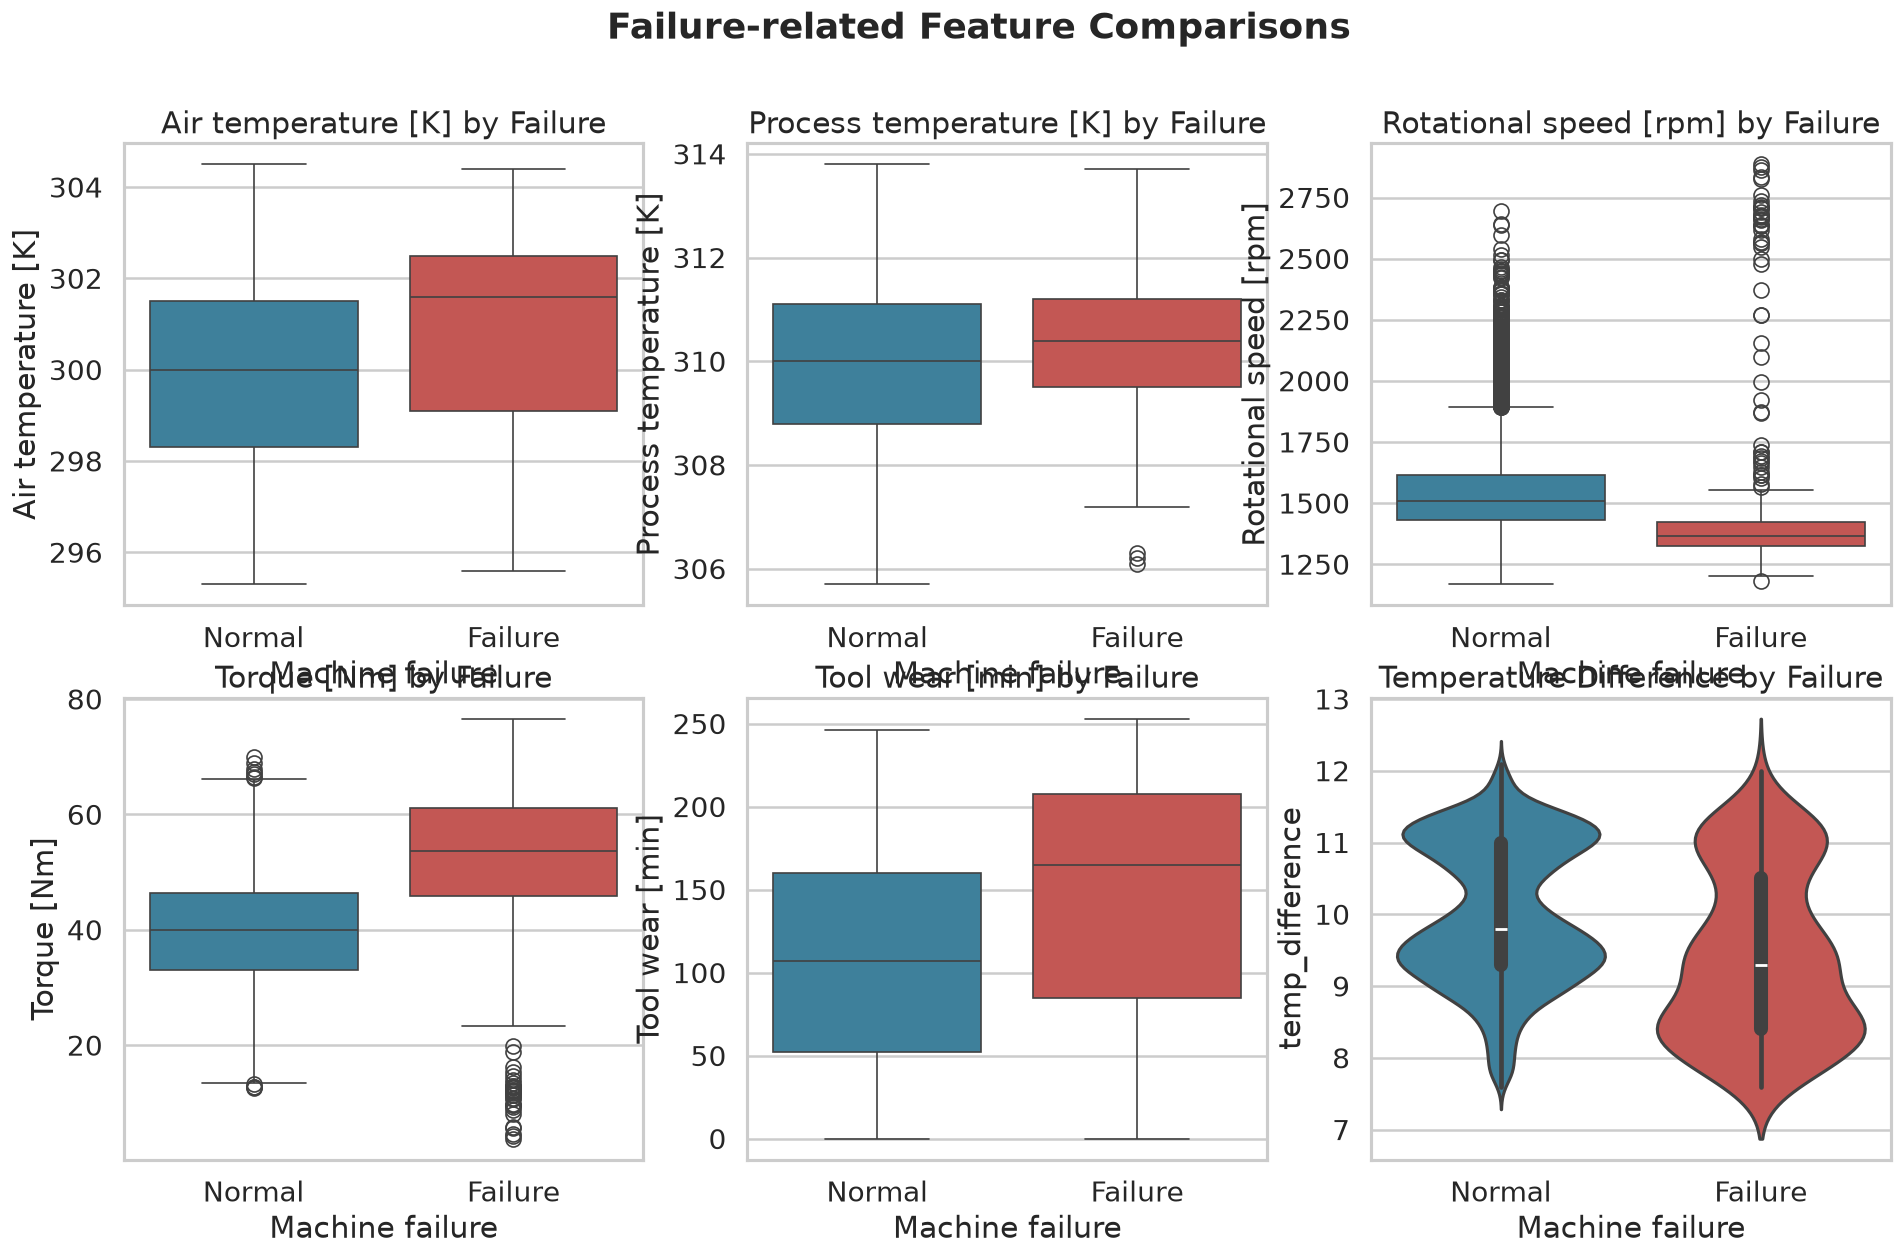 Failure-related Feature Comparisons
Air temperature [K] by Failure
Air temperature [K]
304
302
300
298
296
Normal
Failure
Machine failure
Process temperature [K] by Failure
Process temperature [K]
314
312
310
308
306
Normal
Failure
Machine failure
Rotational speed [rpm] by Failure
Rotational speed [rpm]
2750
2500
2250
2000
1750
1500
1250
Normal
Failure
Machine failure
Torque [Nm] by Failure
Torque [Nm]
80
60
40
20
Normal
Failure
Machine failure
Tool wear [min] by Failure
Tool wear [min]
250
200
150
100
50
0
Normal
Failure
Machine failure
Temperature Difference by Failure
temp_difference
13
12
11
10
9
8
7
Normal
Failure
Machine failure